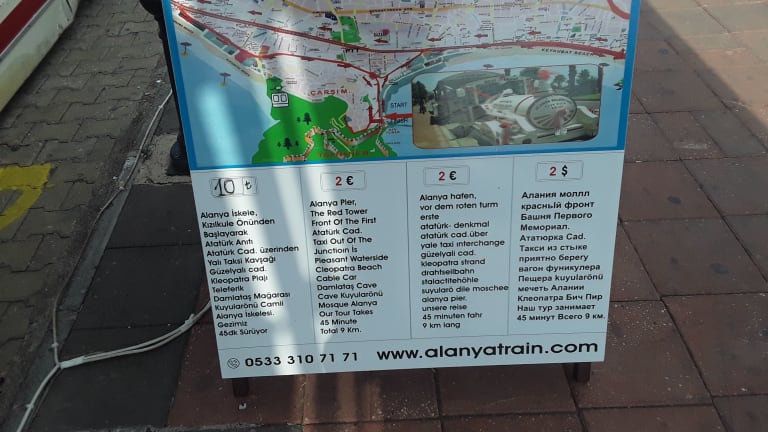 KEYKUBAT BEACH
ÇARŞIM
START
10 ₺
Alanya İskele,
Kızılkule Önünden
Başlayarak
Atatürk Anıtı
Atatürk Cad. üzerinden
Yalı Taksi Kavşağı
Güzelyalı cad.
Kleopatra Plajı
Teleferik
Damlataş Mağarası
Kuyularönü Camii
Alanya İskelesi.
Gezimiz
45dk Sürüyor
2 €
Alanya Pier,
The Red Tower
Front Of The First
Atatürk Cad.
Taxi Out Of The
Junction İs
Pleasant Waterside
Cleopatra Beach
Cable Car
Damlataş Cave
Cave Kuyularönü
Mosque Alanya
Our Tour Takes
45 Minute
Total 9 Km.
2 €
Alanya hafen,
vor dem roten turm
erste
atatürk- denkmal
atatürk cad.über
yale taxi ınterchange
güzelyalı cad.
kleopatra strand
drahtseilbahn
stalactitehöhle
suyularö dile moschee
alanya pier.
unsere reise
45 minuten fahr
9 km lang
2 $
Алания моллл
красный фронт
Башня Первого
Мемориал.
Ататюрка Cad.
Такси из стыке
приятно берегу
вагон фуникулера
Пещера kuyularönü
мечеть Алании
Клеопатра Бич Пир
Наш тур занимает
45 минут Всего 9 км.
0533 310 71 71
www.alanyatrain.com